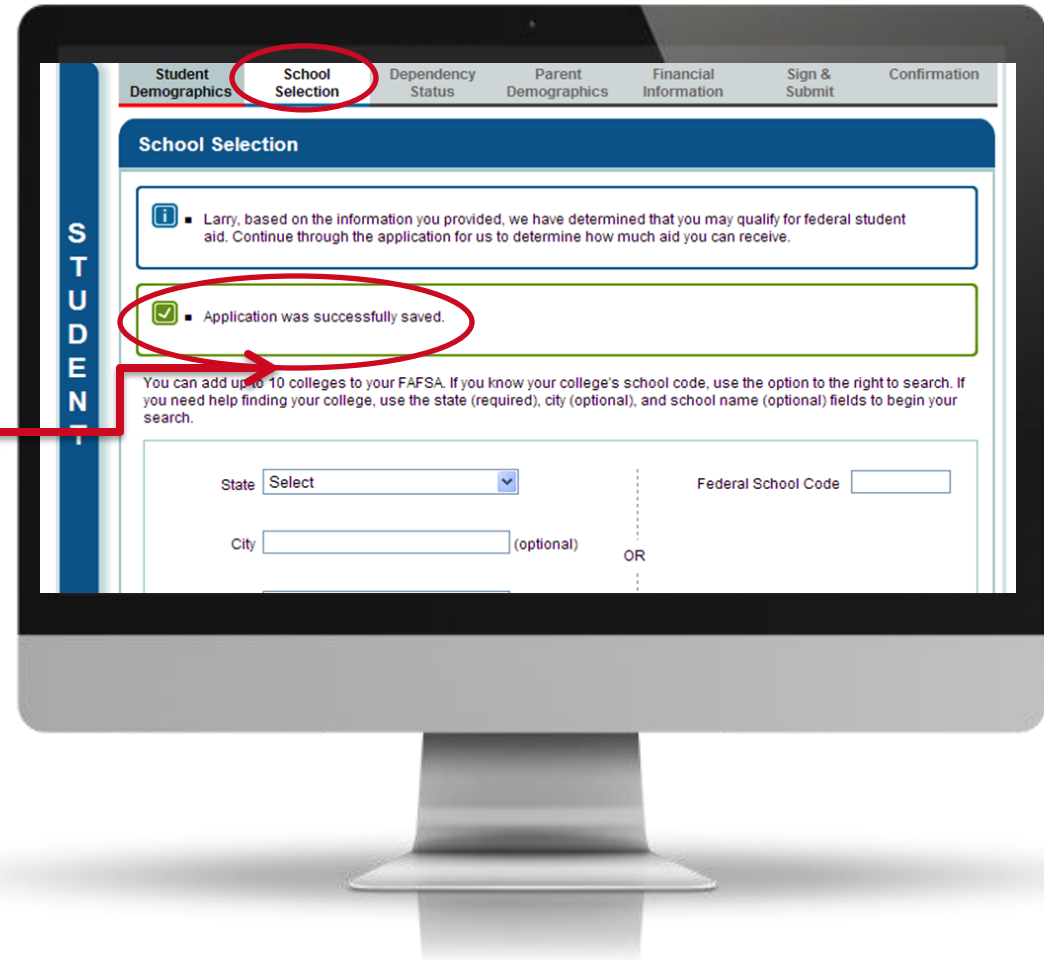 Student Demographics
School Selection
Dependency Status
Parent Demographics
Financial Information
Sign & Submit
Confirmation
School Selection
STUDENT
Larry, based on the information you provided, we have determined that you may qualify for federal student
aid. Continue through the application for us to determine how much aid you can receive.
Application was successfully saved.
You can add up to 10 colleges to your FAFSA. If you know your college's school code, use the option to the right to search. If
you need help finding your college, use the state (required), city (optional), and school name (optional) fields to begin your
search.
State Select
Federal School Code
City (optional)
OR